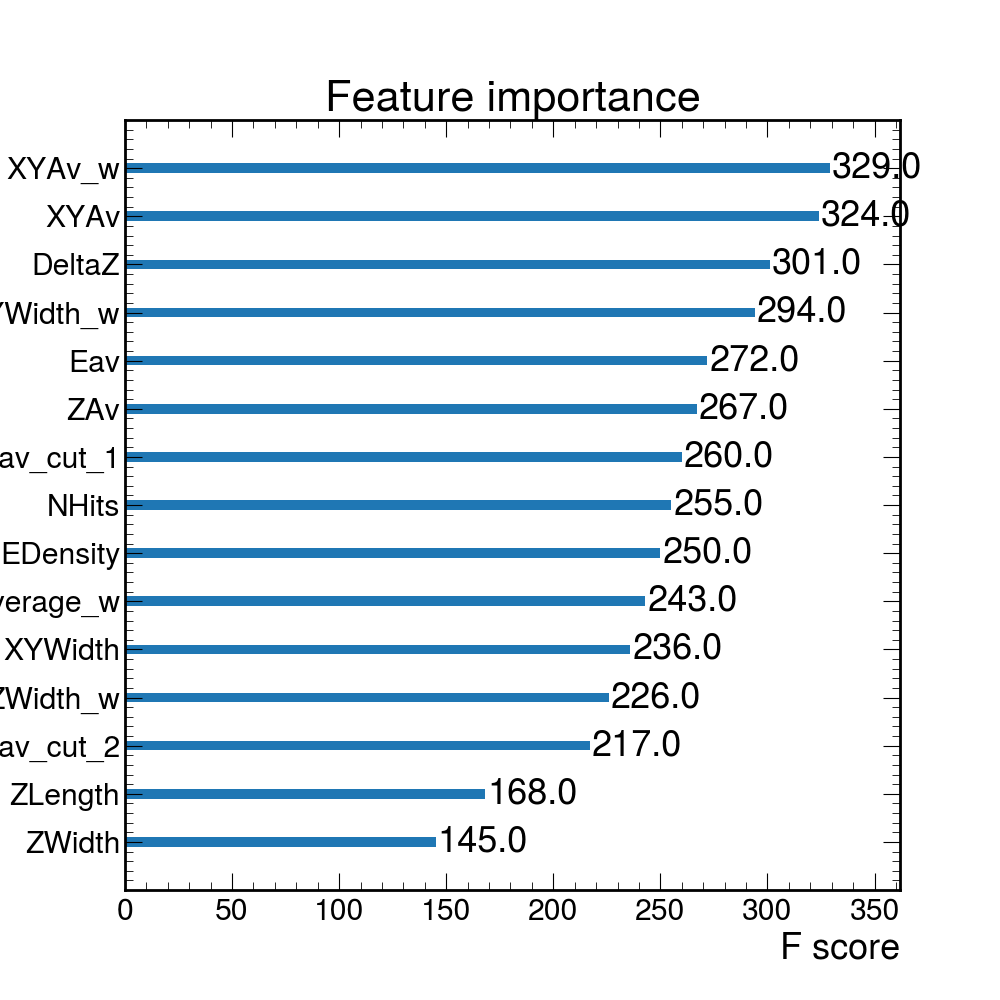 Feature importance
XYAv_w 329.0
XYAv 324.0
DeltaZ 301.0
YWidth_w 294.0
Eav 272.0
ZAv 267.0
av_cut_1 260.0
NHits 255.0
EDensity 250.0
verage_w 243.0
XYWidth 236.0
ZWidth_w 226.0
av_cut_2 217.0
ZLength 168.0
ZWidth 145.0
0 50 100 150 200 250 300 350
F score